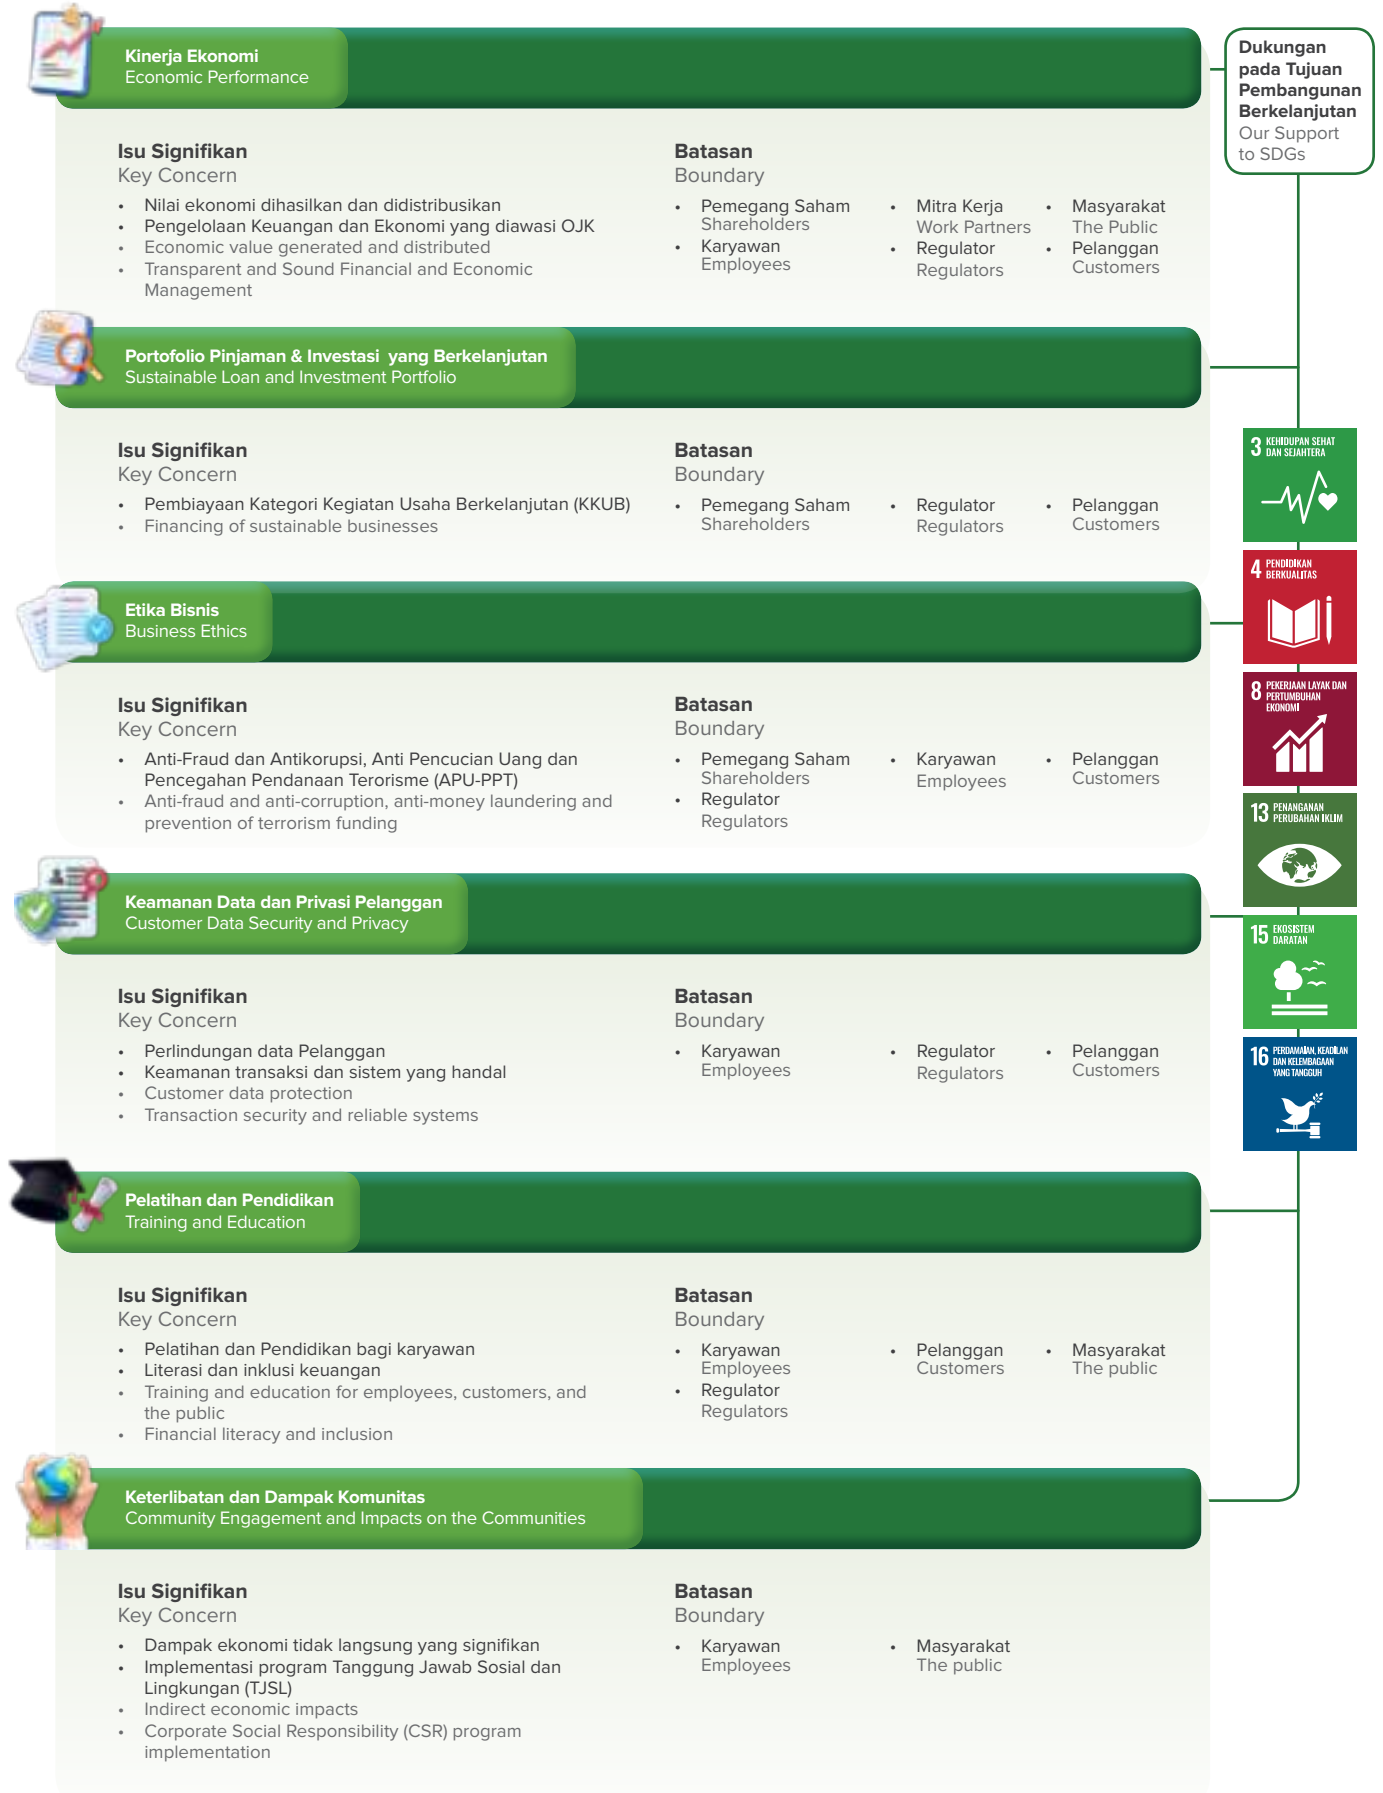 Kinerja Ekonomi
Economic Performance
Dukungan
pada Tujuan
Pembangunan
Berkelanjutan
Our Support
to SDGs
Isu Signifikan
Key Concern
• Nilai ekonomi dihasilkan dan didistribusikan
• Pengelolaan Keuangan dan Ekonomi yang diawasi OJK
• Economic value generated and distributed
• Transparent and Sound Financial and Economic
Management
Batasan
Boundary
• Pemegang Saham
Shareholders
• Karyawan
Employees
• Mitra Kerja
Work Partners
• Regulator
Regulators
• Masyarakat
The Public
• Pelanggan
Customers
Portofolio Pinjaman & Investasi yang Berkelanjutan
Sustainable Loan and Investment Portfolio
Isu Signifikan
Key Concern
• Pembiayaan Kategori Kegiatan Usaha Berkelanjutan (KKUB)
• Financing of sustainable businesses
Batasan
Boundary
• Pemegang Saham
Shareholders
• Regulator
Regulators
• Pelanggan
Customers
3 KEHIDUPAN SEHAT
DAN SEJAHTERA
4 PENDIDIKAN
BERKUALITAS
8 PEKERJAAN LAYAK DAN
PERTUMBUHAN
EKONOMI
13 PENANGANAN
PERUBAHAN IKLIM
15 EKOSISTEM
DARATAN
16 PERDAMAIAN, KEADILAN
DAN KELEMBAGAAN
YANG TANGGUH
Etika Bisnis
Business Ethics
Isu Signifikan
Key Concern
• Anti-Fraud dan Antikorupsi, Anti Pencucian Uang dan
Pencegahan Pendanaan Terorisme (APU-PPT)
• Anti-fraud and anti-corruption, anti-money laundering and
prevention of terrorism funding
Batasan
Boundary
• Pemegang Saham
Shareholders
• Regulator
Regulators
• Karyawan
Employees
• Pelanggan
Customers
Keamanan Data dan Privasi Pelanggan
Customer Data Security and Privacy
Isu Signifikan
Key Concern
• Perlindungan data Pelanggan
• Keamanan transaksi dan sistem yang handal
• Customer data protection
• Transaction security and reliable systems
Batasan
Boundary
• Karyawan
Employees
• Regulator
Regulators
• Pelanggan
Customers
Pelatihan dan Pendidikan
Training and Education
Isu Signifikan
Key Concern
• Pelatihan dan Pendidikan bagi karyawan
• Literasi dan inklusi keuangan
• Training and education for employees, customers, and
the public
• Financial literacy and inclusion
Batasan
Boundary
• Karyawan
Employees
• Regulator
Regulators
• Pelanggan
Customers
• Masyarakat
The public
Keterlibatan dan Dampak Komunitas
Community Engagement and Impacts on the Communities
Isu Signifikan
Key Concern
• Dampak ekonomi tidak langsung yang signifikan
• Implementasi program Tanggung Jawab Sosial dan
Lingkungan (TJSL)
• Indirect economic impacts
• Corporate Social Responsibility (CSR) program
implementation
Batasan
Boundary
• Karyawan
Employees
• Masyarakat
The public